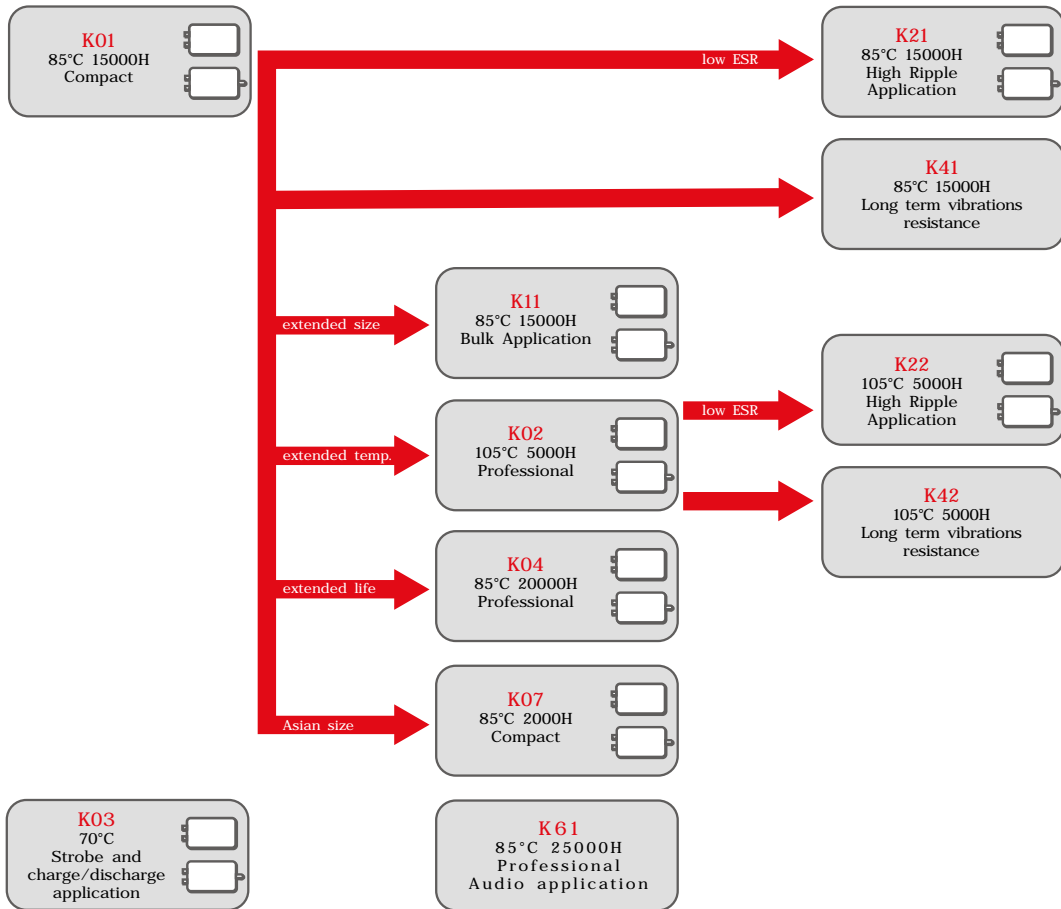 K01
85°C 15000H
Compact
low ESR
K21
85°C 15000H
High Ripple
Application
K41
85°C 15000H
Long term vibrations
resistance
extended size
K11
85°C 15000H
Bulk Application
extended temp.
K02
105°C 5000H
Professional
low ESR
K22
105°C 5000H
High Ripple
Application
K42
105°C 5000H
Long term vibrations
resistance
extended life
K04
85°C 20000H
Professional
Asian size
K07
85°C 2000H
Compact
K03
70°C
Strobe and
charge/discharge
application
K61
85°C 25000H
Professional
Audio application